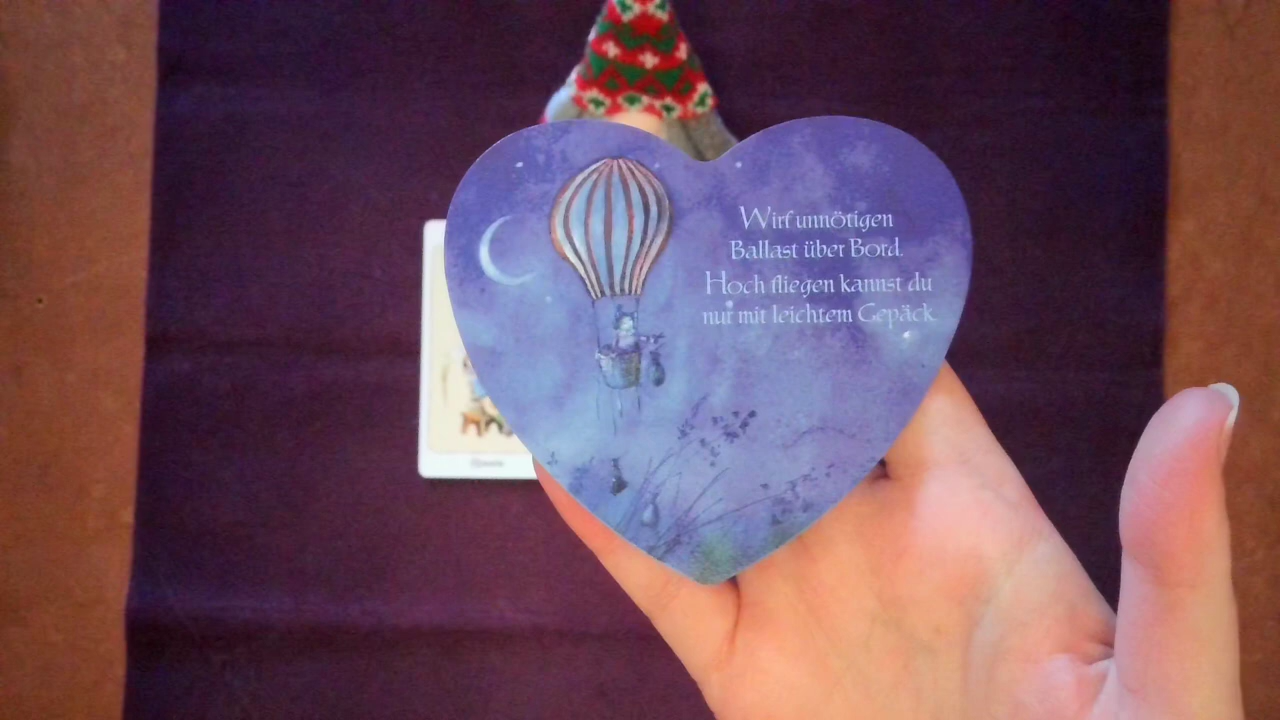 Wirf unnötigen
Ballast über Bord.
Hoch fliegen kannst du
nur mit leichtem Gepäck.